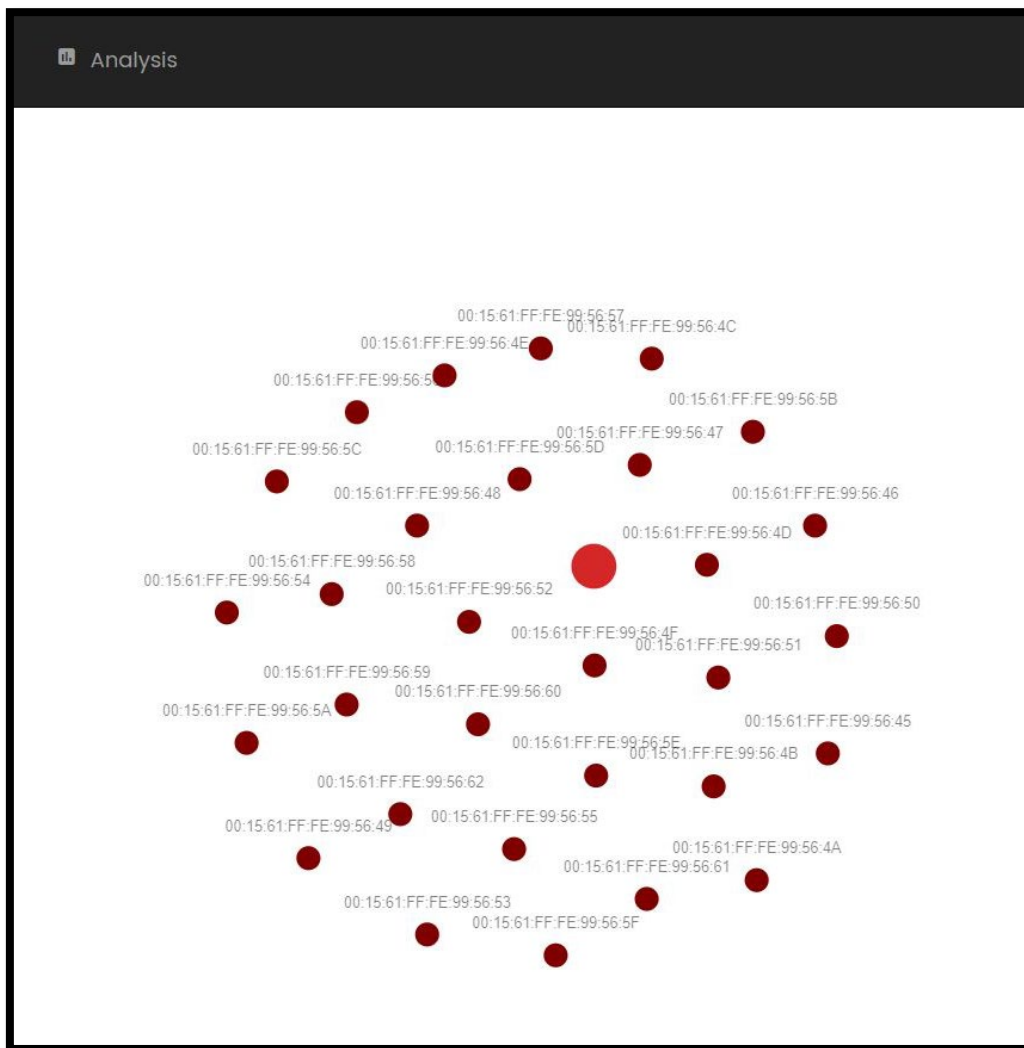 Analysis
00:15:61:FF:FE:99:56:57
00:15:61:FF:FE:99:56:4C
00:15:61:FF:FE:99:56:4E
00:15:61:FF:FE:99:56:5B
00:15:61:FF:FE:99:56:47
00:15:61:FF:FE:99:56:5D
00:15:61:FF:FE:99:56:5C
00:15:61:FF:FE:99:56:48
00:15:61:FF:FE:99:56:46
00:15:61:FF:FE:99:56:4D
00:15:61:FF:FE:99:56:58
00:15:61:FF:FE:99:56:54
00:15:61:FF:FE:99:56:52
00:15:61:FF:FE:99:56:50
00:15:61:FF:FE:99:56:4F
00:15:61:FF:FE:99:56:51
00:15:61:FF:FE:99:56:59
00:15:61:FF:FE:99:56:60
00:15:61:FF:FE:99:56:5A
00:15:61:FF:FE:99:56:45
00:15:61:FF:FE:99:56:5E
00:15:61:FF:FE:99:56:4B
00:15:61:FF:FE:99:56:62
00:15:61:FF:FE:99:56:55
00:15:61:FF:FE:99:56:49
00:15:61:FF:FE:99:56:4A
00:15:61:FF:FE:99:56:61
00:15:61:FF:FE:99:56:53
00:15:61:FF:FE:99:56:5F